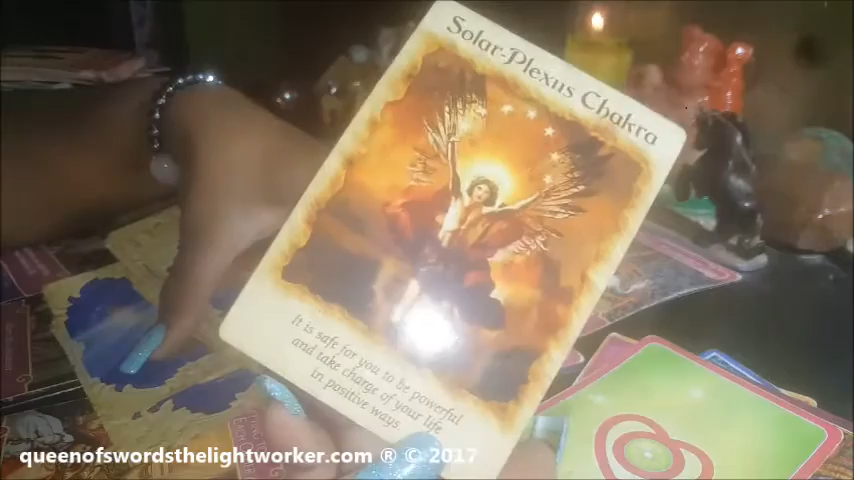 Solar-Plexus Chakra
It is safe for you to be powerful
and take charge of your life
in positive ways.
queenofswordsthelightworker.com ® © 2017